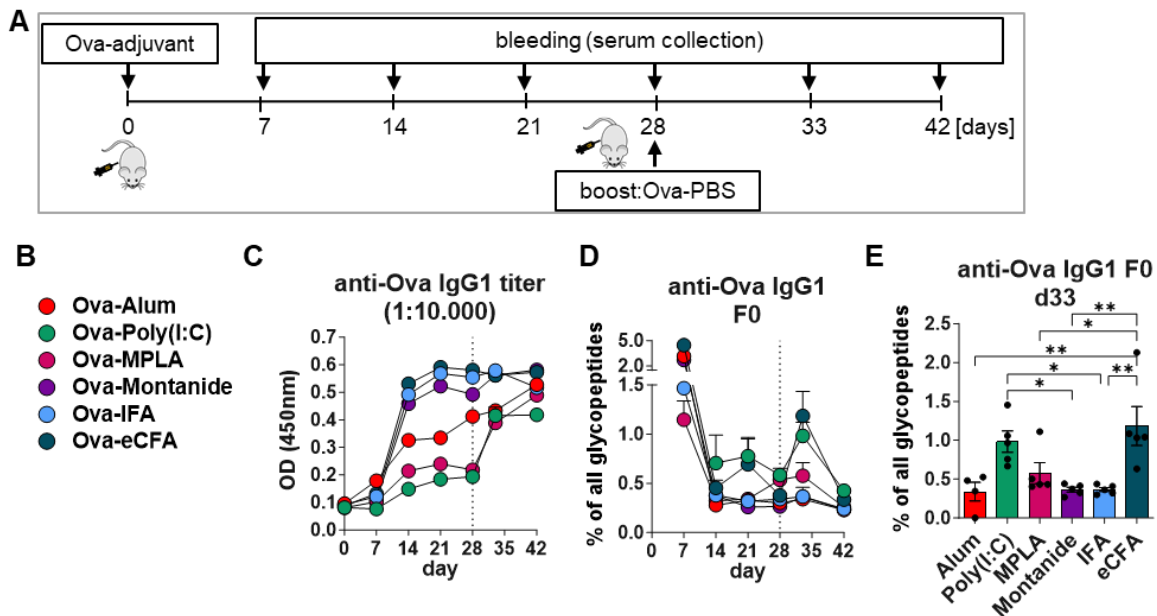 A
Ova-adjuvant
bleeding (serum collection)
0 7 14 21 28 33 42 [days]
boost:Ova-PBS
B
Ova-Alum
Ova-Poly(I:C)
Ova-MPLA
Ova-Montanide
Ova-IFA
Ova-eCFA
C
anti-Ova IgG1 titer
(1:10.000)
OD (450nm)
0.7
0.6
0.5
0.4
0.3
0.2
0.1
0.0
0 7 14 21 28 35 42
day
D
anti-Ova IgG1
F0
% of all glycopeptides
5.0
2.0
1.5
1.0
0.5
0.0
0 7 14 21 28 35 42
day
E
anti-Ova IgG1 F0
d33
% of all glycopeptides
2.5
2.0
1.5
1.0
0.5
0.0
**
*
**
*
**
*
Alum
Poly(I:C)
MPLA
Montanide
IFA
eCFA